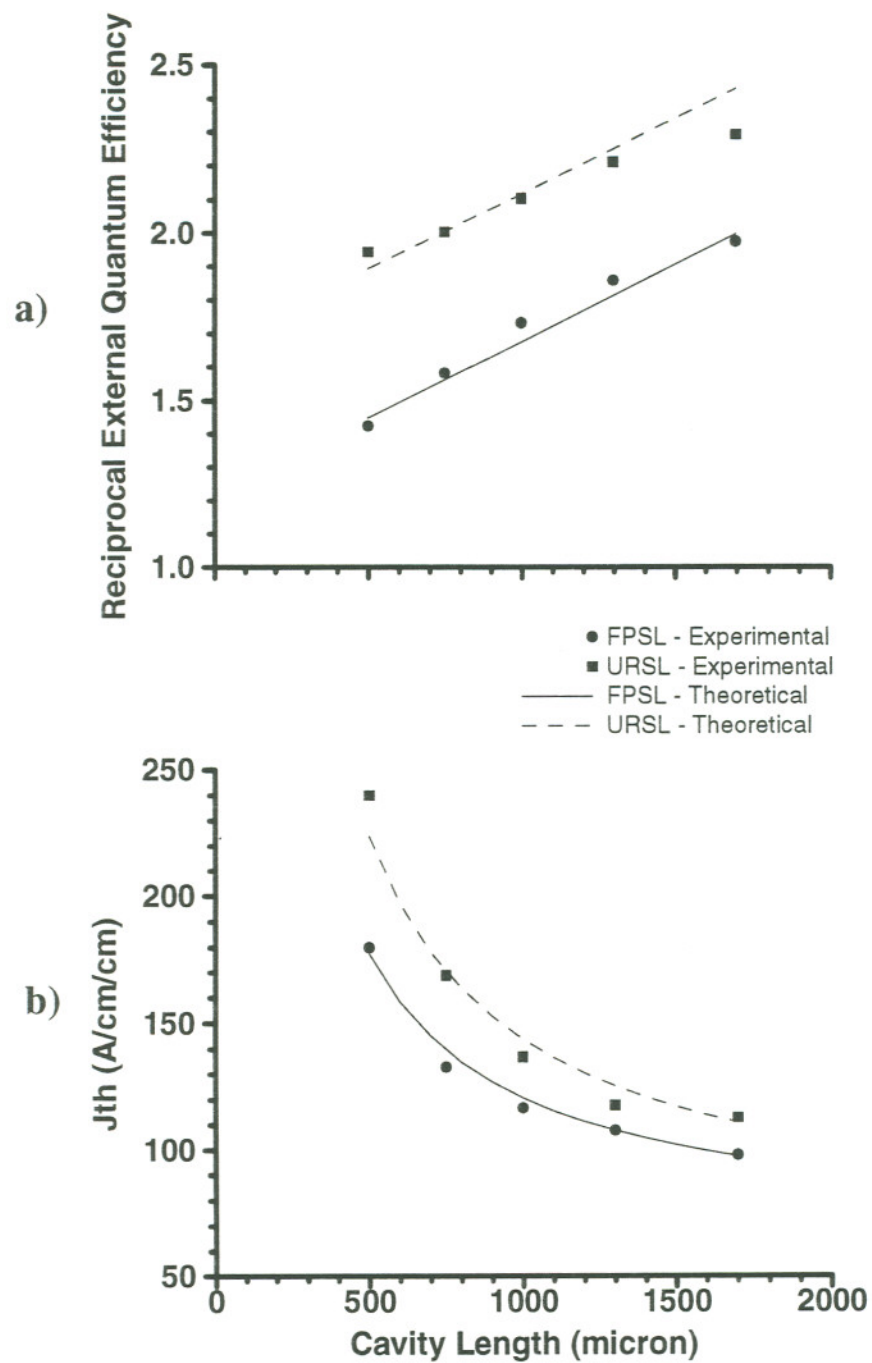 a)
Reciprocal External Quantum Efficiency
2.5
2.0
1.5
1.0
FPSL - Experimental
URSL - Experimental
FPSL - Theoretical
URSL - Theoretical
b)
Jth (A/cm/cm)
250
200
150
100
50
0 500 1000 1500 2000
Cavity Length (micron)